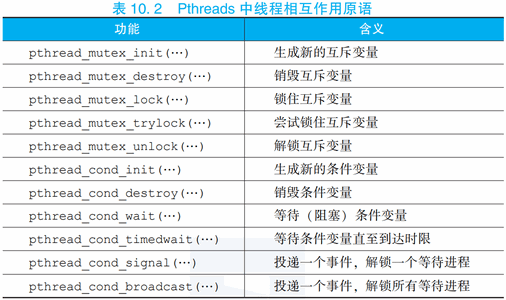 表 10. 2 Pthreads 中线程相互作用原语
功能 含义
pthread_mutex_init(…) 生成新的互斥变量
pthread_mutex_destroy(…) 销毁互斥变量
pthread_mutex_lock(…) 锁住互斥变量
pthread_mutex_trylock(…) 尝试锁住互斥变量
pthread_mutex_unlock(…) 解锁互斥变量
pthread_cond_init(…) 生成新的条件变量
pthread_cond_destroy(…) 销毁条件变量
pthread_cond_wait(…) 等待（阻塞）条件变量
pthread_cond_timedwait(…) 等待条件变量直至到达时限
pthread_cond_signal(…) 投递一个事件，解锁一个等待进程
pthread_cond_broadcast(…) 投递一个事件，解锁所有等待进程